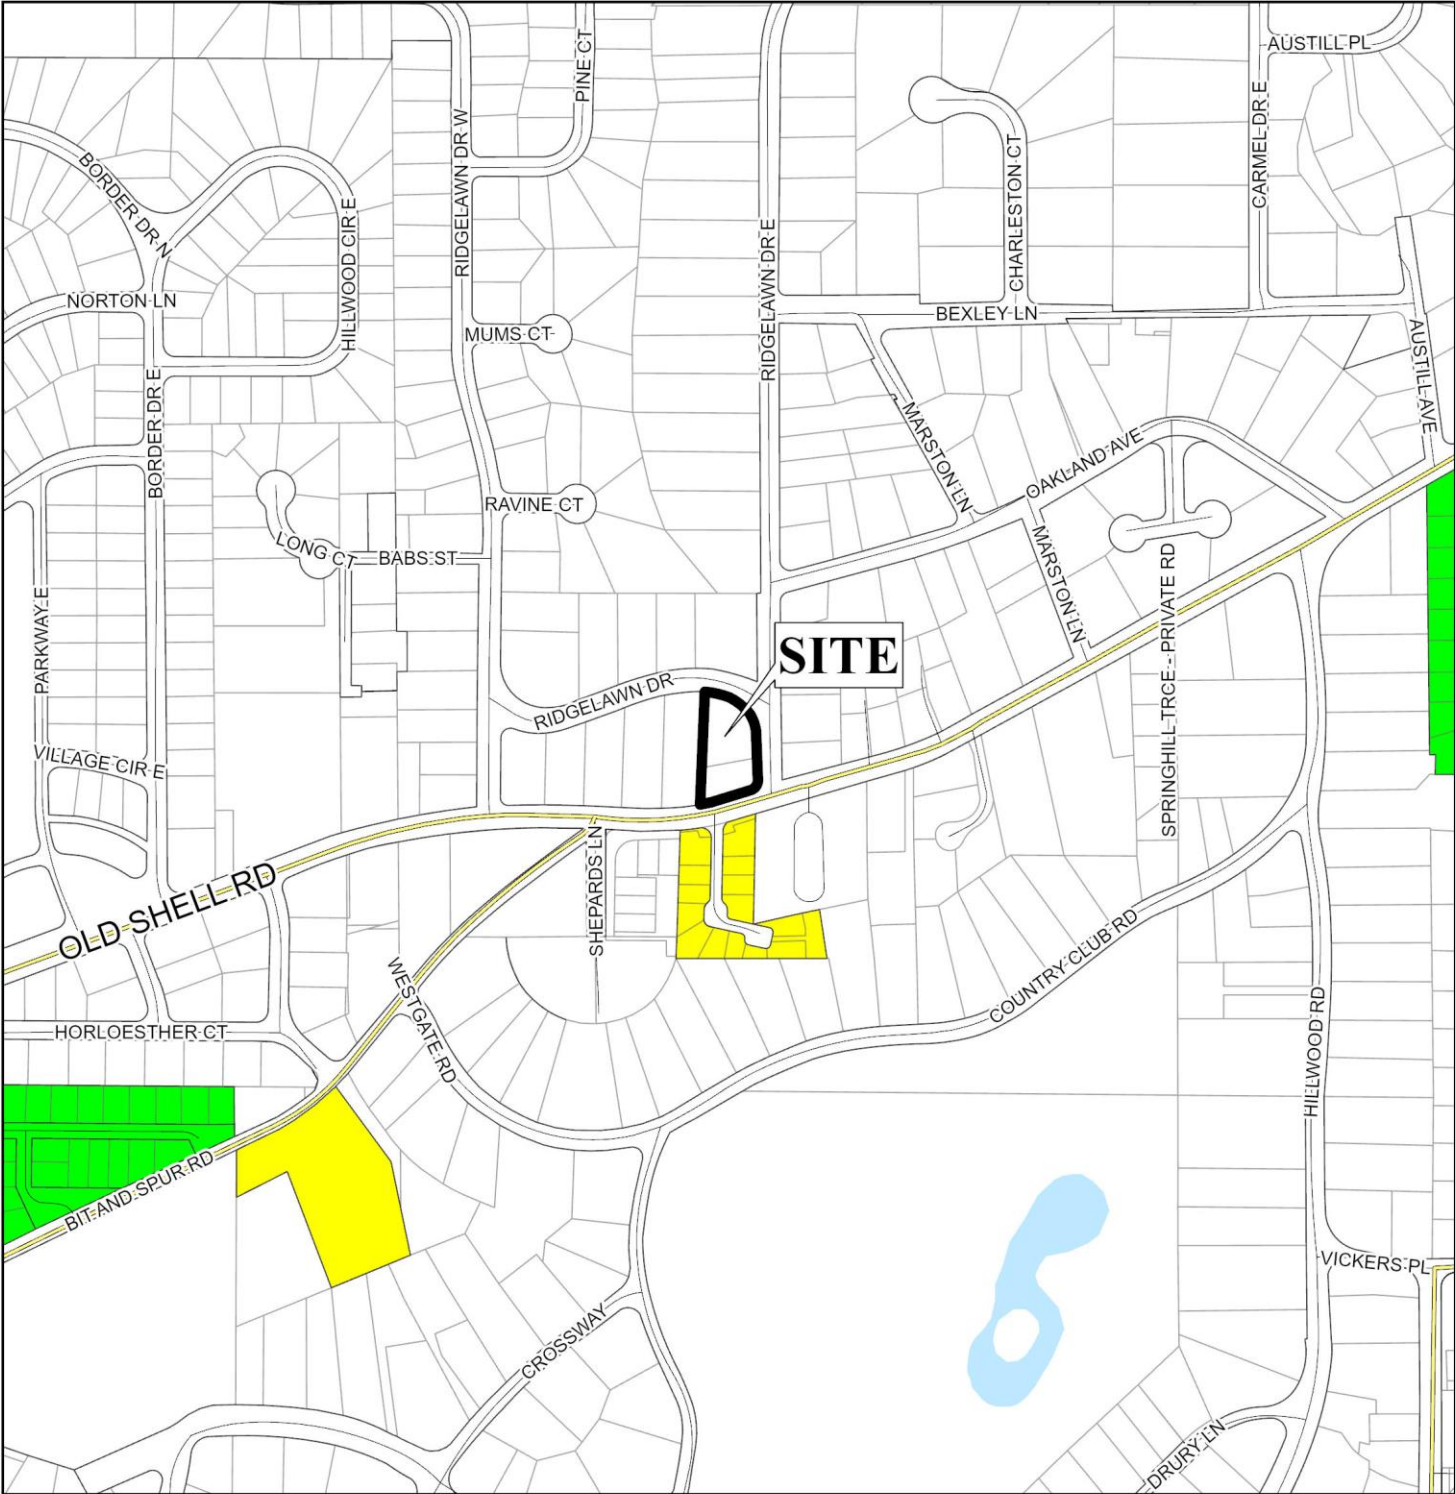 AUSTILL PL
PINE CT
CARMEL DR E
RIDGELAWN DR W
CHARLESTON CT
BORDER DR N
HILLWOOD CIR E
RIDGELAWN DR E
NORTON LN
BEXLEY LN
MUMS CT
AUSTILL AVE
BORDER DR E
MARSTON LN
OAKLAND AVE
RAVINE CT
LONG CT
BABS ST
MARSTON LN
SPRINGHILL TRCE - PRIVATE RD
PARKWAY E
SITE
RIDGELAWN DR
VILLAGE CIR E
OLD SHELL RD
SHEPARDS LN
COUNTRY CLUB RD
WESTGATE RD
HORLOESTHER CT
HILLWOOD RD
BIT AND SPUR RD
VICKERS PL
CROSSWAY
DRURY LN